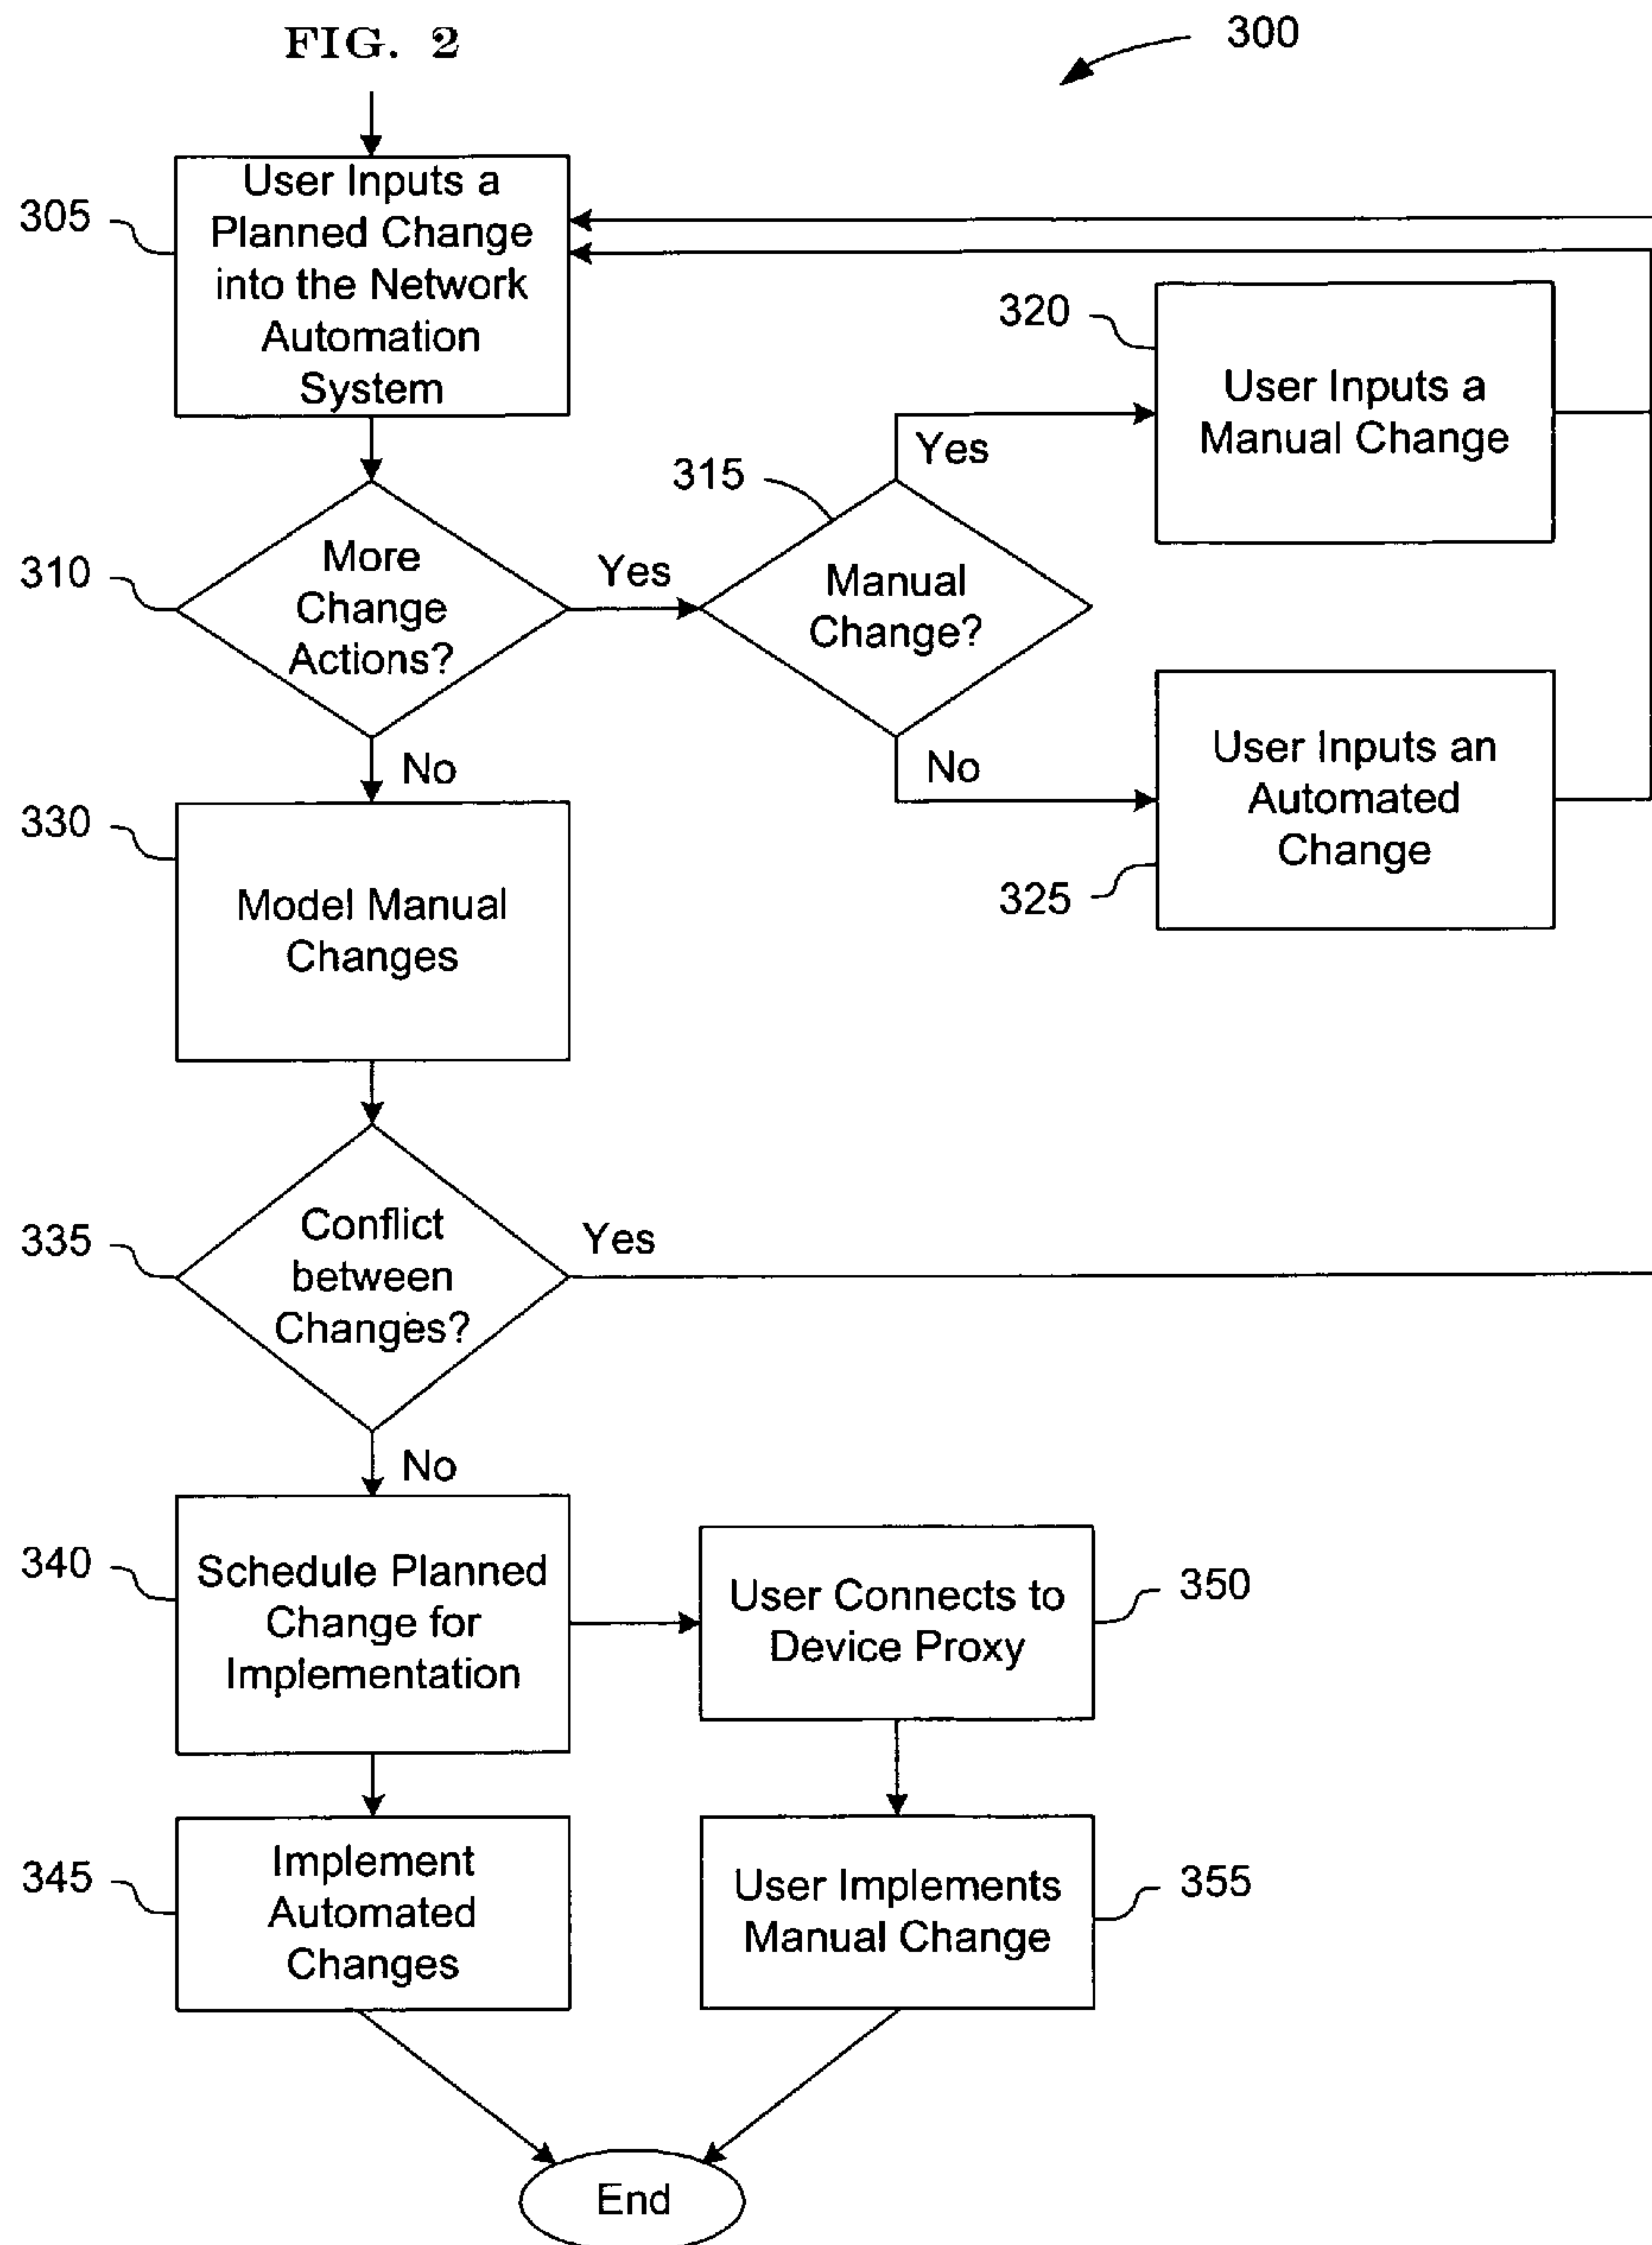 FIG. 2
300
305
User Inputs a
Planned Change
into the Network
Automation
System
320
User Inputs a
Manual Change
Yes
315
310
More
Change
Actions?
Yes
Manual
Change?
No
No
User Inputs an
Automated
Change
325
330
Model Manual
Changes
335
Conflict
between
Changes?
Yes
No
340
Schedule Planned
Change for
Implementation
User Connects to
Device Proxy
350
345
Implement
Automated
Changes
User Implements
Manual Change
355
End